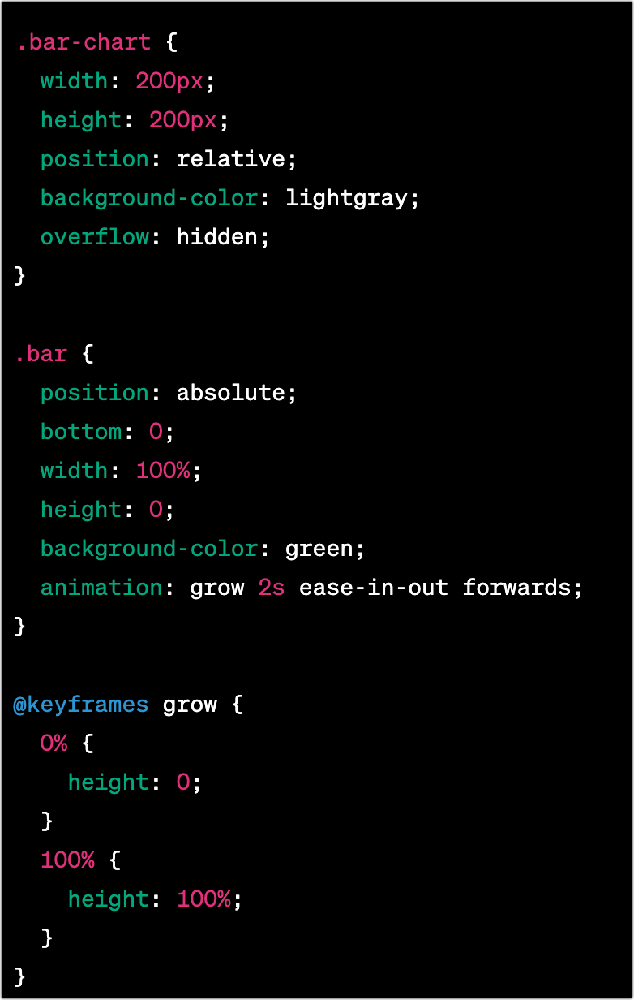 .bar-chart {
  width: 200px;
  height: 200px;
  position: relative;
  background-color: lightgray;
  overflow: hidden;
}

.bar {
  position: absolute;
  bottom: 0;
  width: 100%;
  height: 0;
  background-color: green;
  animation: grow 2s ease-in-out forwards;
}

@keyframes grow {
  0% {
    height: 0;
  }
  100% {
    height: 100%;
  }
}